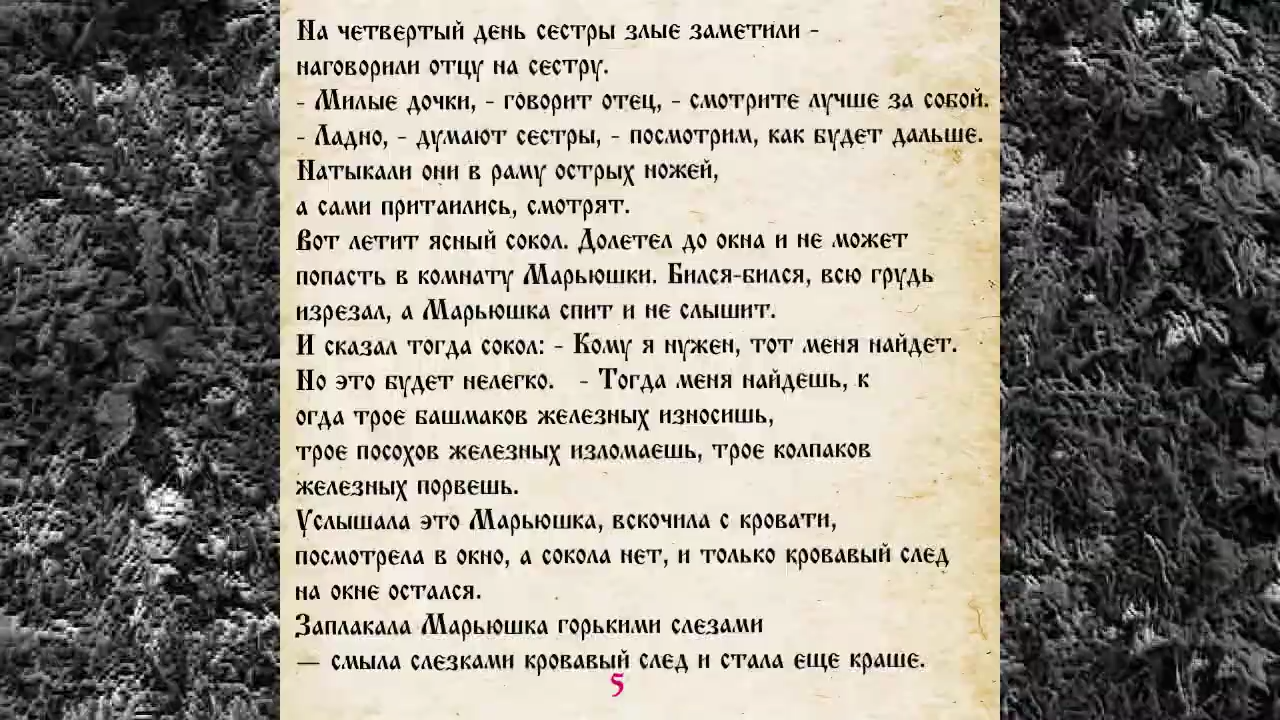 На четвертый день сестры злые заметили -
наговорили отцу на сестру.
- Милые дочки, - говорит отец, - смотрите лучше за собой.
- Ладно, - думают сестры, - посмотрим, как будет дальше.
Натыкали они в раму острых ножей,
а сами притаились, смотрят.
Вот летит ясный сокол. Долетел до окна и не может
попасть в комнату Марьюшки. Бился-бился, всю грудь
изрезал, а Марьюшка спит и не слышит.
И сказал тогда сокол: - Кому я нужен, тот меня найдет.
Но это будет нелегко. - Тогда меня найдешь, к
огда трое башмаков железных износишь,
трое посохов железных изломаешь, трое колпаков
железных порвешь.
Услышала это Марьюшка, вскочила с кровати,
посмотрела в окно, а сокола нет, и только кровавый след
на окне остался.
Заплакала Марьюшка горькими слезами
— смыла слезками кровавый след и стала еще краше.
5